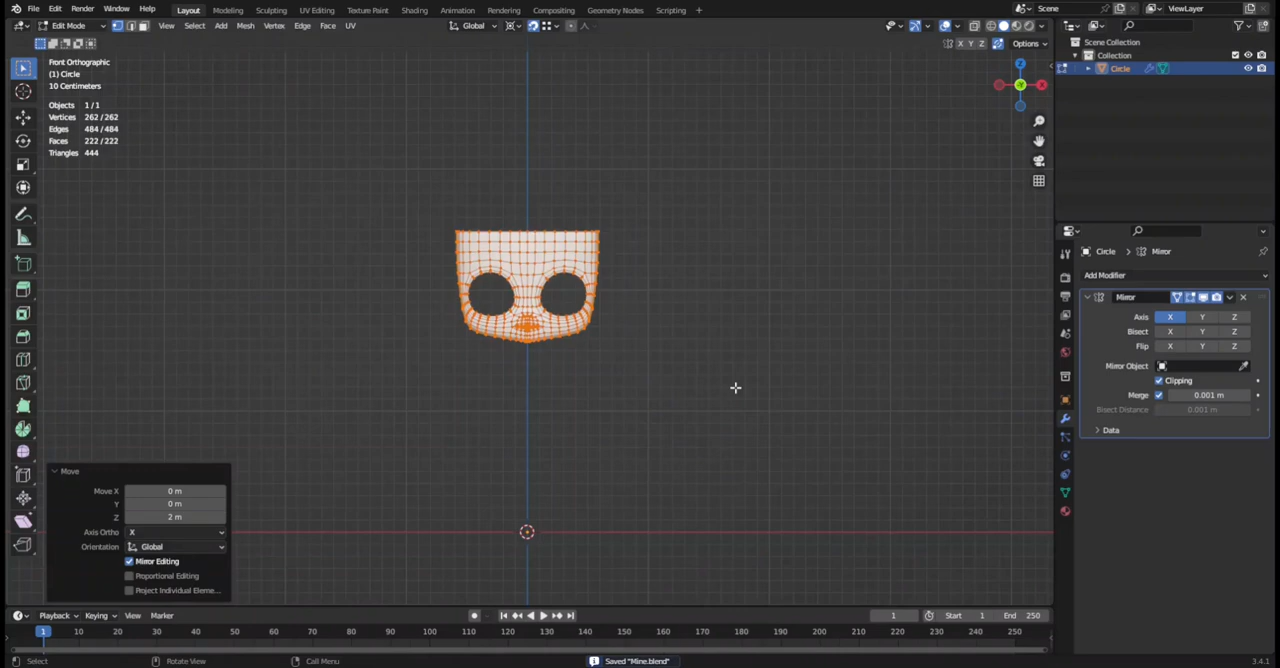 File Edit Render Window Help Layout Modeling Sculpting UV Editing Texture Paint Shading Animation Rendering Compositing Geometry Nodes Scripting + Scene ViewLayer
Edit Mode View Select Add Mesh Vertex Edge Face UV Global
X Y Z Options
Front Orthographic
(1) Circle
10 Centimeters
Objects 1/1
Vertices 262/262
Edges 484/484
Faces 222/222
Triangles 444
Z
-Y
X
Scene Collection
Collection
Circle
Circle > Mirror
Add Modifier
Mirror
Axis X Y Z
Bisect X Y Z
Flip X Y Z
Mirror Object
Clipping
Merge 0.001 m
Bisect Distance 0.001 m
Data
Move
Move X 0 m
Y 0 m
Z 2 m
Axis Ortho X
Orientation Global
Mirror Editing
Proportional Editing
Project Individual Eleme...
Playback Keying View Marker 1 Start 1 End 250
1 10 20 30 40 50 60 70 80 90 100 110 120 130 140 150 160 170 180 190 200 210 220 230 240 250
Select Rotate View Call Menu Saved "Mine.blend" 3.4.1